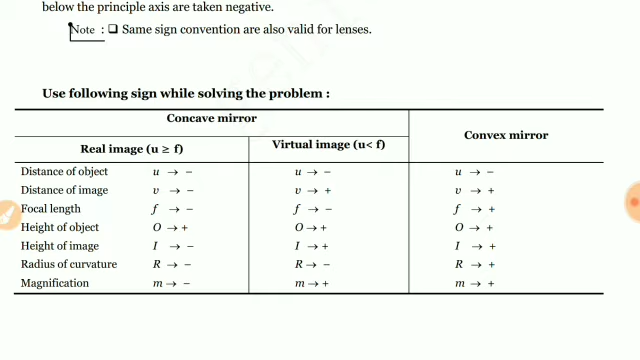 below the principle axis are taken negative.
Note : ❑ Same sign convention are also valid for lenses.
Use following sign while solving the problem :
Concave mirror
Convex mirror
Real image (u ≥ f)   Virtual image (u< f)
Distance of object   u → −   u → −   u → −
Distance of image   v → −   v → +   v → +
Focal length   f → −   f → −   f → +
Height of object   O → +   O → +   O → +
Height of image   I → −   I → +   I → +
Radius of curvature   R → −   R → −   R → +
Magnification   m → −   m → +   m → +